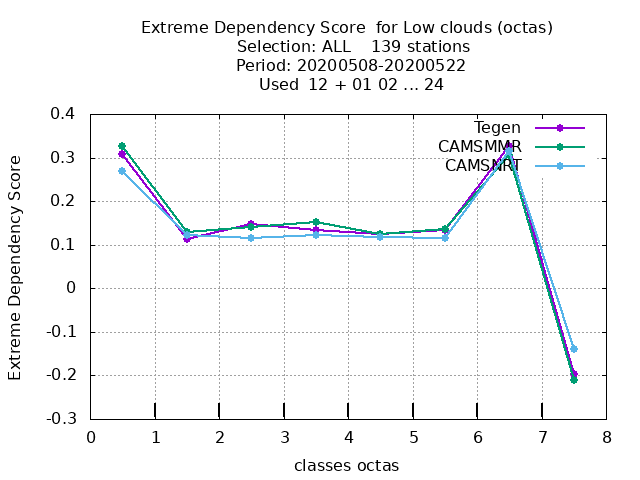 Extreme Dependency Score  for Low clouds (octas)
Selection: ALL    139 stations
Period: 20200508-20200522
Used  12 + 01 02 ... 24
Extreme Dependency Score
0.4
0.3
0.2
0.1
0
-0.1
-0.2
-0.3
Tegen
CAMSMMR
CAMSNRT
0 1 2 3 4 5 6 7 8
classes octas